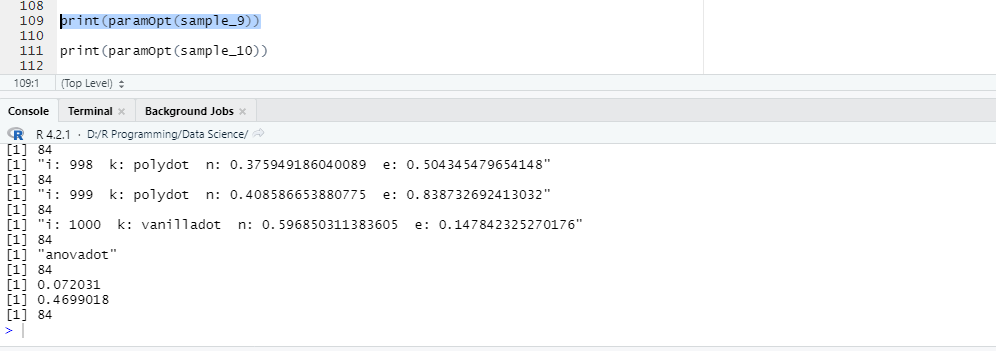 108
109 print(paramOpt(sample_9))
110
111 print(paramOpt(sample_10))
112
109:1 (Top Level)
Console Terminal Background Jobs
R 4.2.1 · D:/R Programming/Data Science/
[1] 84
[1] "i: 998 k: polydot n: 0.375949186040089 e: 0.504345479654148"
[1] 84
[1] "i: 999 k: polydot n: 0.408586653880775 e: 0.838732692413032"
[1] 84
[1] "i: 1000 k: vanilladot n: 0.596850311383605 e: 0.147842325270176"
[1] 84
[1] "anovadot"
[1] 84
[1] 0.072031
[1] 0.4699018
[1] 84
>